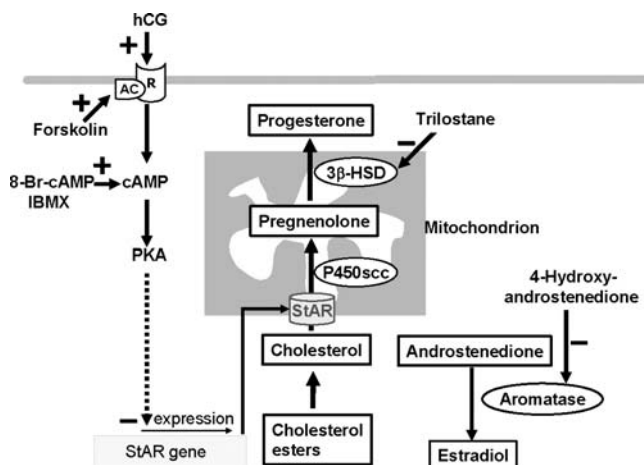 hCG
+
AC
R
+
Forskolin
8-Br-cAMP
IBMX
+
cAMP
PKA
–
expression
StAR gene
Progesterone
–
Trilostane
3β-HSD
Pregnenolone
Mitochondrion
P450scc
StAR
Cholesterol
Cholesterol
esters
4-Hydroxy-
androstenedione
–
Androstenedione
Aromatase
Estradiol